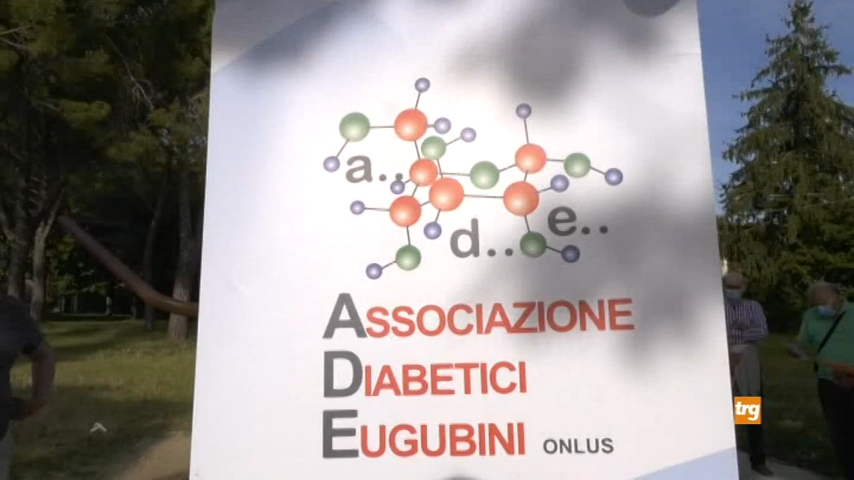 a..
d..
e..
ASSOCIAZIONE
DIABETICI
EUGUBINI ONLUS
trg